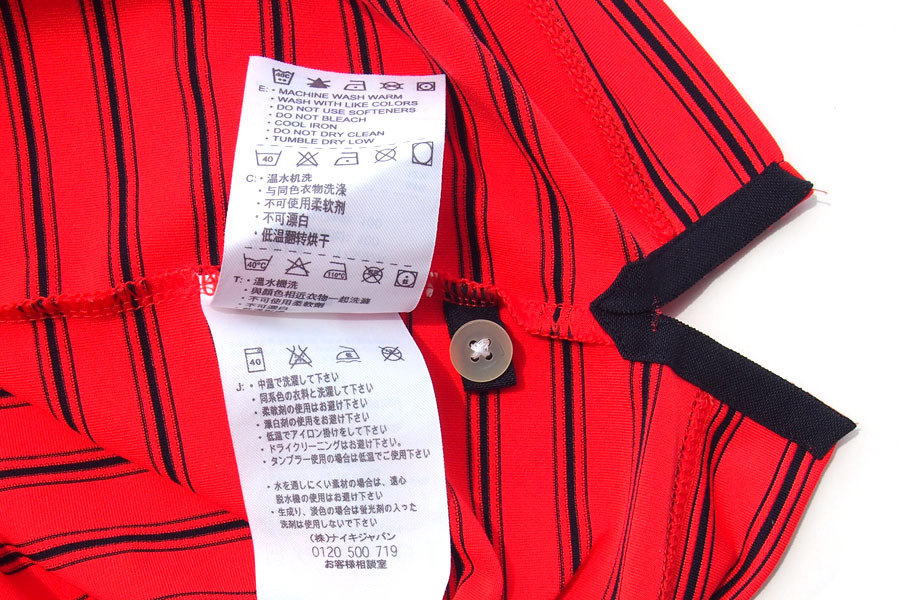 40C
E: • MACHINE WASH WARM
• WASH WITH LIKE COLORS
• DO NOT USE SOFTENERS
• DO NOT BLEACH
• COOL IRON
• DO NOT DRY CLEAN
• TUMBLE DRY LOW
40
C: • 温水机洗
• 与同色衣物洗涤
• 不可使用柔软剂
• 不可漂白
• 低温翻转烘干
40°C 110°C
T: • 温水機洗
• 與顏色相近衣物一起洗滌
• 不可使用柔軟劑
• 不可漂白
40
J: • 中温で洗濯して下さい
• 同系色の衣料と洗濯して下さい
• 柔軟剤の使用はお避け下さい
• 漂白剤の使用をお避け下さい
• 低温でアイロン掛けをして下さい
• ドライクリーニングはお避け下さい。
• タンブラー使用の場合は低温でご使用下さい
• 水を通しにくい素材の場合は、遠心
脱水機の使用はお避け下さい
• 生成り、淡色の場合は蛍光剤の入った
洗剤は使用しないで下さい
(株)ナイキジャパン
0120 500 719
お客様相談室